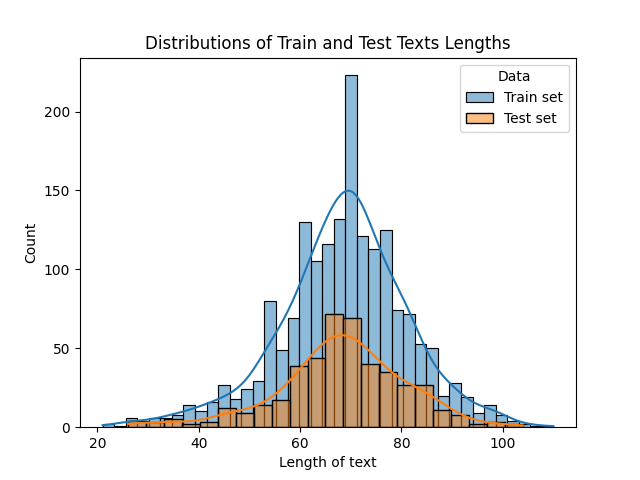 Distributions of Train and Test Texts Lengths
Data
Train set
Test set
Count
200
150
100
50
0
20 40 60 80 100
Length of text